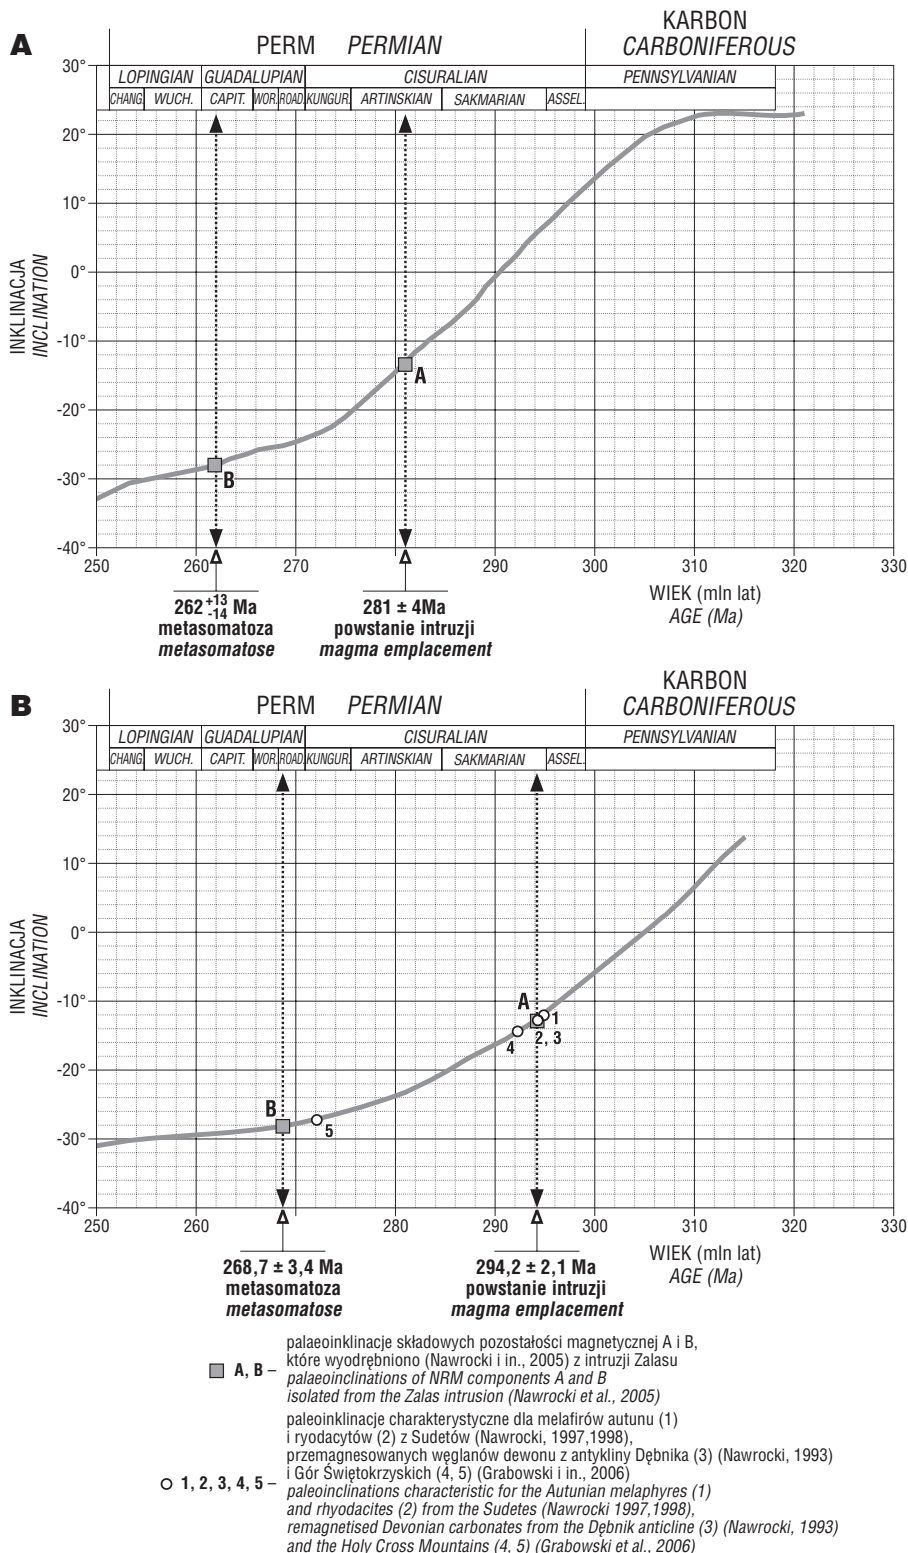 A
PERM PERMIAN
KARBON
CARBONIFEROUS
LOPINGIAN GUADALUPIAN CISURALIAN PENNSYLVANIAN
CHANG. WUCH. CAPIT. WOR. ROAD. KUNGUR. ARTINSKIAN SAKMARIAN ASSEL.
30°
20°
10°
0°
-10°
-20°
-30°
-40°
INKLINACJA
INCLINATION
A
B
250 260 270 280 290 300 310 320 330
WIEK (mln lat)
AGE (Ma)
262 +13 -14 Ma
metasomatoza
metasomatose
281 ± 4Ma
powstanie intruzji
magma emplacement
B
PERM PERMIAN
KARBON
CARBONIFEROUS
LOPINGIAN GUADALUPIAN CISURALIAN PENNSYLVANIAN
CHANG. WUCH. CAPIT. WOR. ROAD. KUNGUR. ARTINSKIAN SAKMARIAN ASSEL.
30°
20°
10°
0°
-10°
-20°
-30°
-40°
INKLINACJA
INCLINATION
A
1
2, 3
4
B
5
250 260 270 280 290 300 310 320 330
WIEK (mln lat)
AGE (Ma)
268,7 ± 3,4 Ma
metasomatoza
metasomatose
294,2 ± 2,1 Ma
powstanie intruzji
magma emplacement
A, B –
palaeoinklinacje składowych pozostałości magnetycznej A i B,
które wyodrębniono (Nawrocki i in., 2005) z intruzji Zalasu
palaeoinclinations of NRM components A and B
isolated from the Zalas intrusion (Nawrocki et al., 2005)
1, 2, 3, 4, 5 –
paleoinklinacje charakterystyczne dla melafirów autunu (1)
i ryodacytów (2) z Sudetów (Nawrocki, 1997,1998),
przemagnesowanych węglanów dewonu z antykliny Dębnika (3) (Nawrocki, 1993)
i Gór Świętokrzyskich (4, 5) (Grabowski i in., 2006)
paleoinclinations characteristic for the Autunian melaphyres (1)
and rhyodacites (2) from the Sudetes (Nawrocki 1997,1998),
remagnetised Devonian carbonates from the Dębnik anticline (3) (Nawrocki, 1993)
and the Holy Cross Mountains (4, 5) (Grabowski et al., 2006)